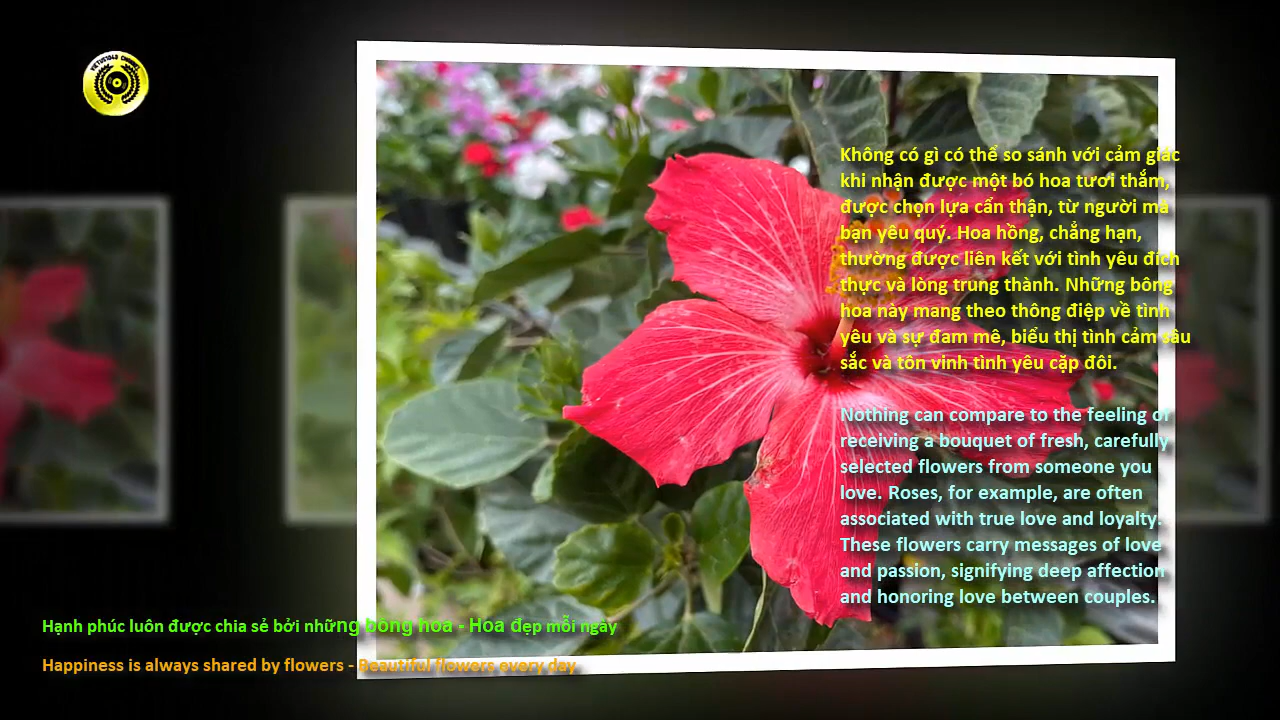 VIETUS1048 CHANNEL
Không có gì có thể so sánh với cảm giác
khi nhận được một bó hoa tươi thắm,
được chọn lựa cẩn thận, từ người mà
bạn yêu quý. Hoa hồng, chẳng hạn,
thường được liên kết với tình yêu đích
thực và lòng trung thành. Những bông
hoa này mang theo thông điệp về tình
yêu và sự đam mê, biểu thị tình cảm sâu
sắc và tôn vinh tình yêu cặp đôi.
Nothing can compare to the feeling of
receiving a bouquet of fresh, carefully
selected flowers from someone you
love. Roses, for example, are often
associated with true love and loyalty.
These flowers carry messages of love
and passion, signifying deep affection
and honoring love between couples.
Hạnh phúc luôn được chia sẻ bởi những bông hoa - Hoa đẹp mỗi ngày
Happiness is always shared by flowers - Beautiful flowers every day